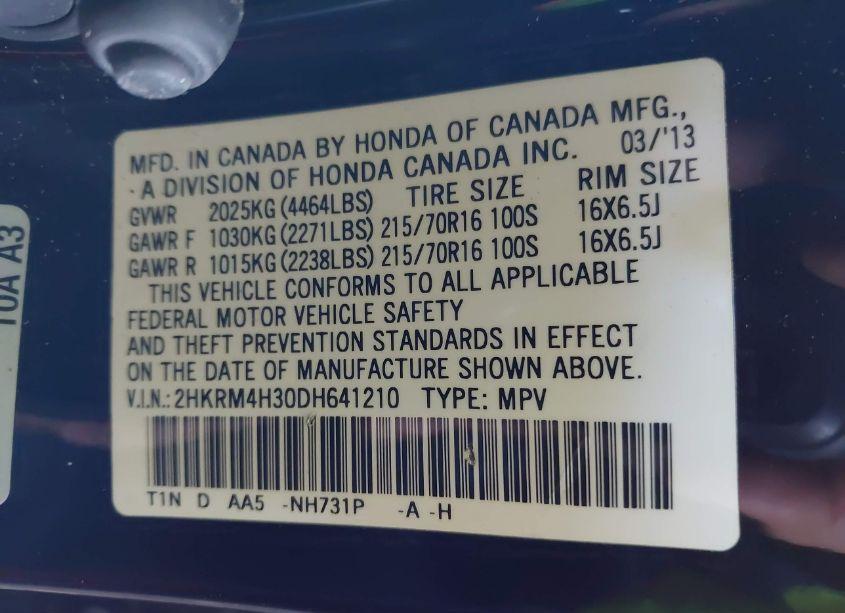 MFD. IN CANADA BY HONDA OF CANADA MFG.,
- A DIVISION OF HONDA CANADA INC. 03/'13
GVWR 2025KG (4464LBS) TIRE SIZE RIM SIZE
GAWR F 1030KG (2271LBS) 215/70R16 100S 16X6.5J
GAWR R 1015KG (2238LBS) 215/70R16 100S 16X6.5J
THIS VEHICLE CONFORMS TO ALL APPLICABLE
FEDERAL MOTOR VEHICLE SAFETY
AND THEFT PREVENTION STANDARDS IN EFFECT
ON THE DATE OF MANUFACTURE SHOWN ABOVE.
V.I.N.: 2HKRM4H30DH641210 TYPE: MPV
T1N D AA5 -NH731P -A -H
A3